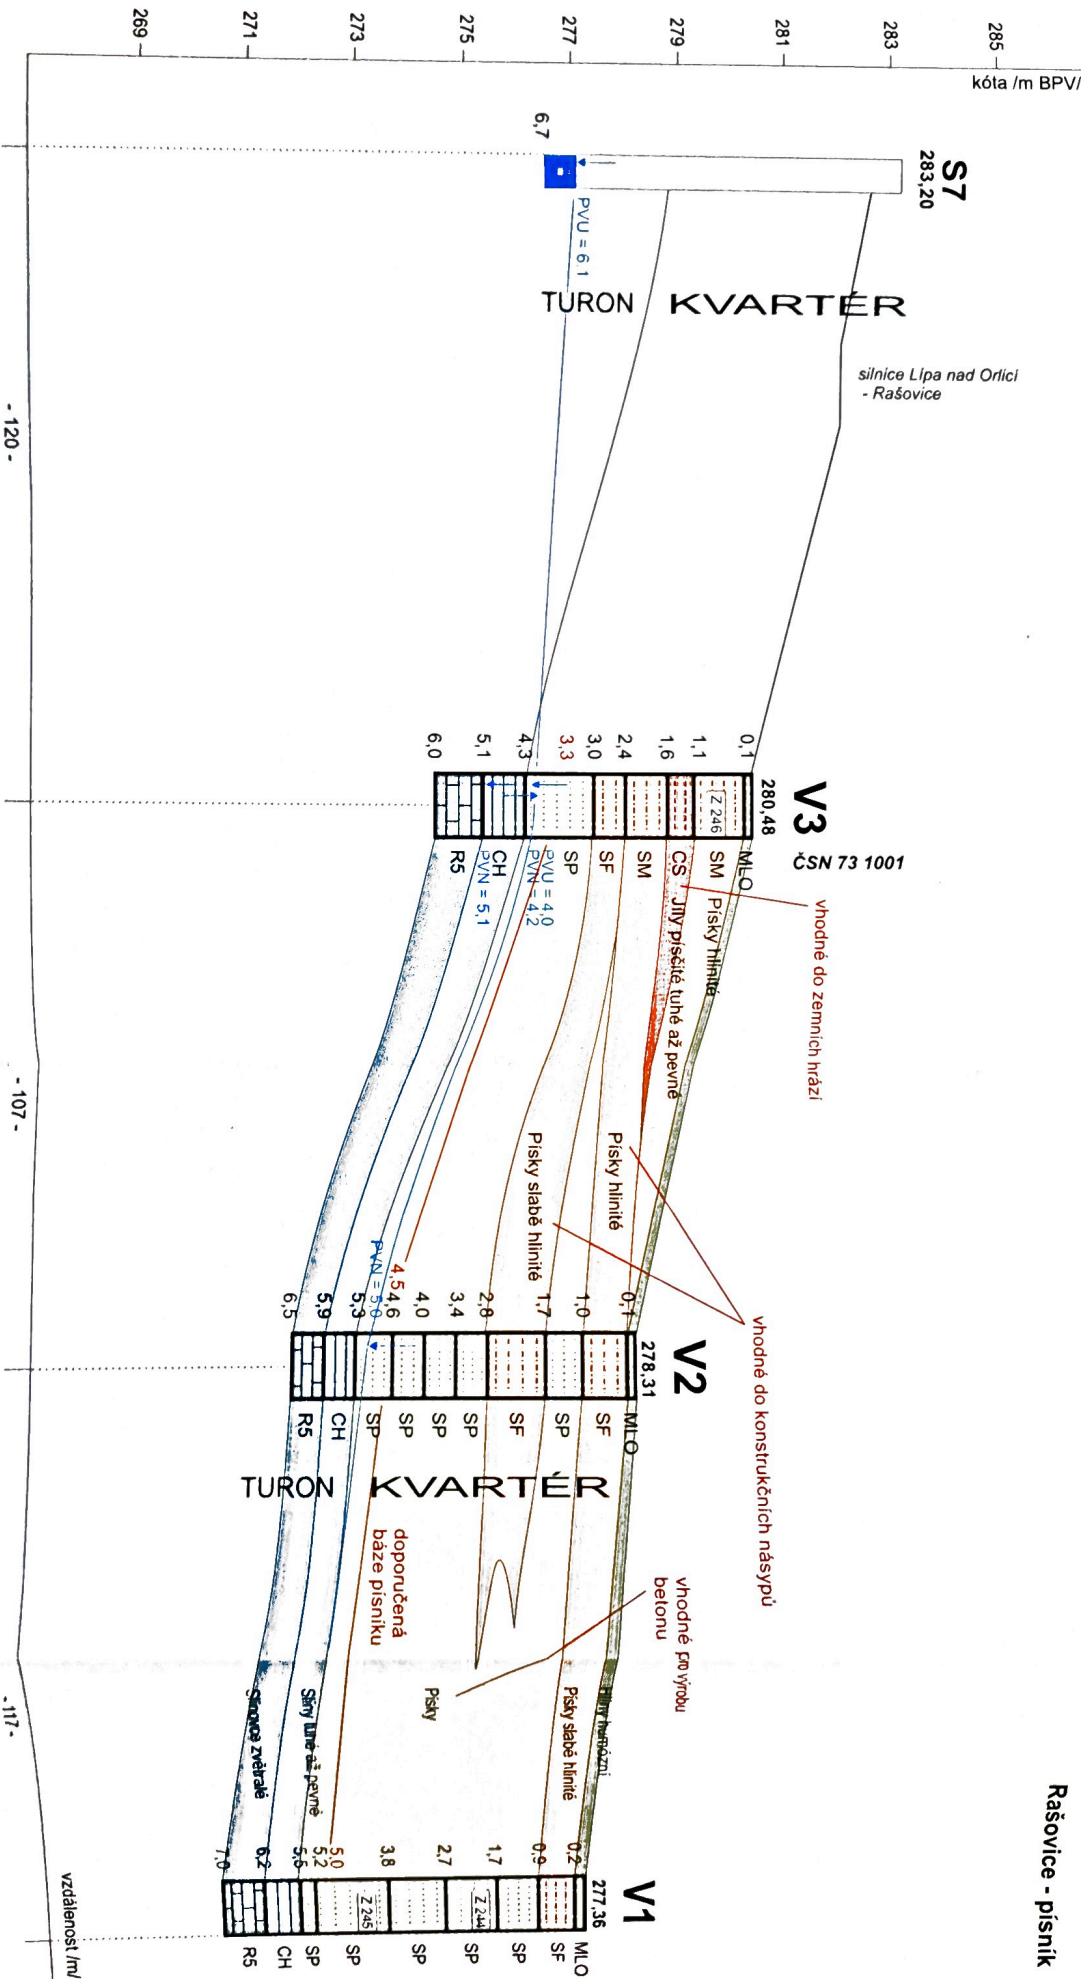 Rašovice - písník
kóta /m BPV/
285
283
281
279
277
275
273
271
269
S7
283,20
6,7
PVU = 6.1
TURON
KVARTÉR
silnice Lípa nad Orlicí
- Rašovice
- 120 -
V3
280,48
ČSN 73 1001
0,1
1,1
1,6
2,4
3,0
3,3
4,3
5,1
6,0
Z 246
MLO
SM
CS
SM
SF
SP
CH
R5
PVU = 4,0
PVN = 4,2
PVN = 5,1
Písky hlinité
Jíly písčité tuhé až pevné
vhodné do zemních hrází
Písky hlinité
Písky slabě hlinité
vhodné do konstrukčních násypů
- 107 -
V2
278,31
0,1
1,0
1,7
2,8
3,4
4,0
4,6
4,5
5,3
5,9
6,5
PVN = 5,0
MLO
SF
SP
SF
SP
SP
SP
SP
CH
R5
TURON
KVARTÉR
doporučená
báze písníku
vhodné pro výrobu
betonu
Písky
Písky slabě hlinité
Hlíny humózní
Slíny tuhé až pevné
Slínovce zvětralé
- 117 -
V1
277,36
0,2
0,9
1,7
2,7
3,8
5,0
5,2
5,5
6,2
7,0
Z 244
Z 245
MLO
SF
SP
SP
SP
SP
SP
CH
R5
vzdálenost /m/